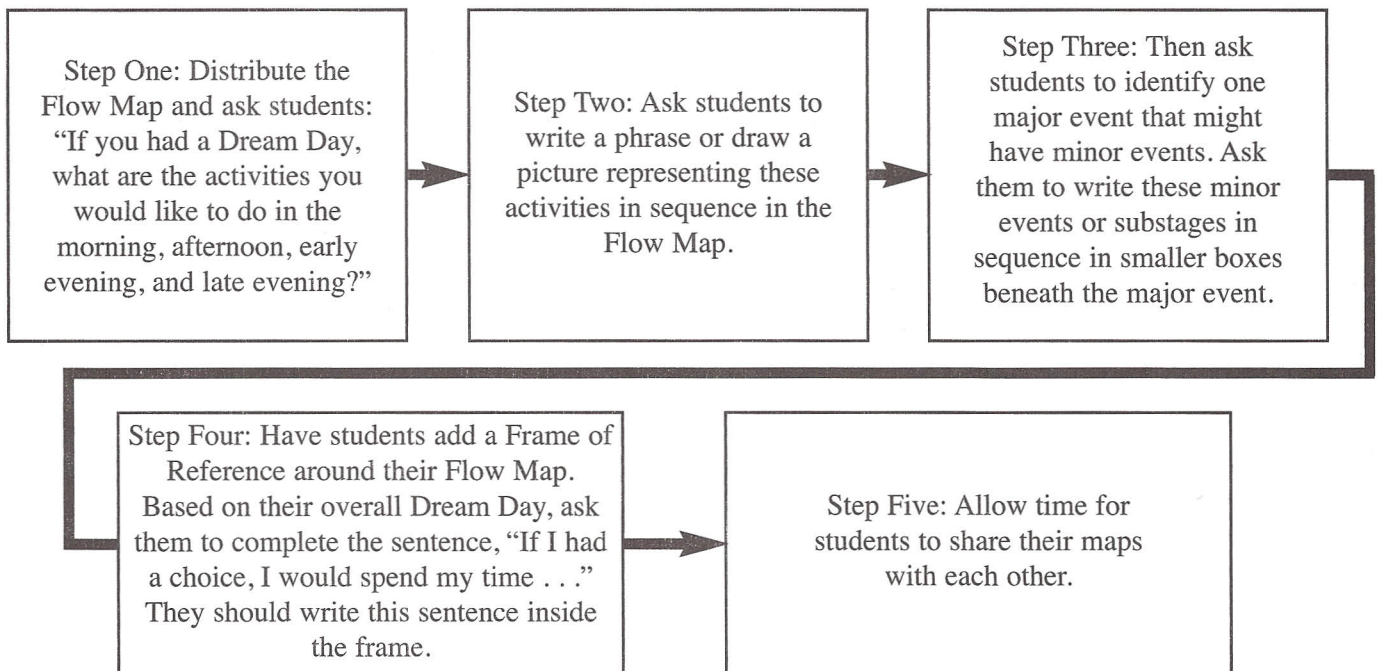 Step One: Distribute the
Flow Map and ask students:
“If you had a Dream Day,
what are the activities you
would like to do in the
morning, afternoon, early
evening, and late evening?”
Step Two: Ask students to
write a phrase or draw a
picture representing these
activities in sequence in the
Flow Map.
Step Three: Then ask
students to identify one
major event that might
have minor events. Ask
them to write these minor
events or substages in
sequence in smaller boxes
beneath the major event.
Step Four: Have students add a Frame of
Reference around their Flow Map.
Based on their overall Dream Day, ask
them to complete the sentence, “If I had
a choice, I would spend my time . . .”
They should write this sentence inside
the frame.
Step Five: Allow time for
students to share their maps
with each other.